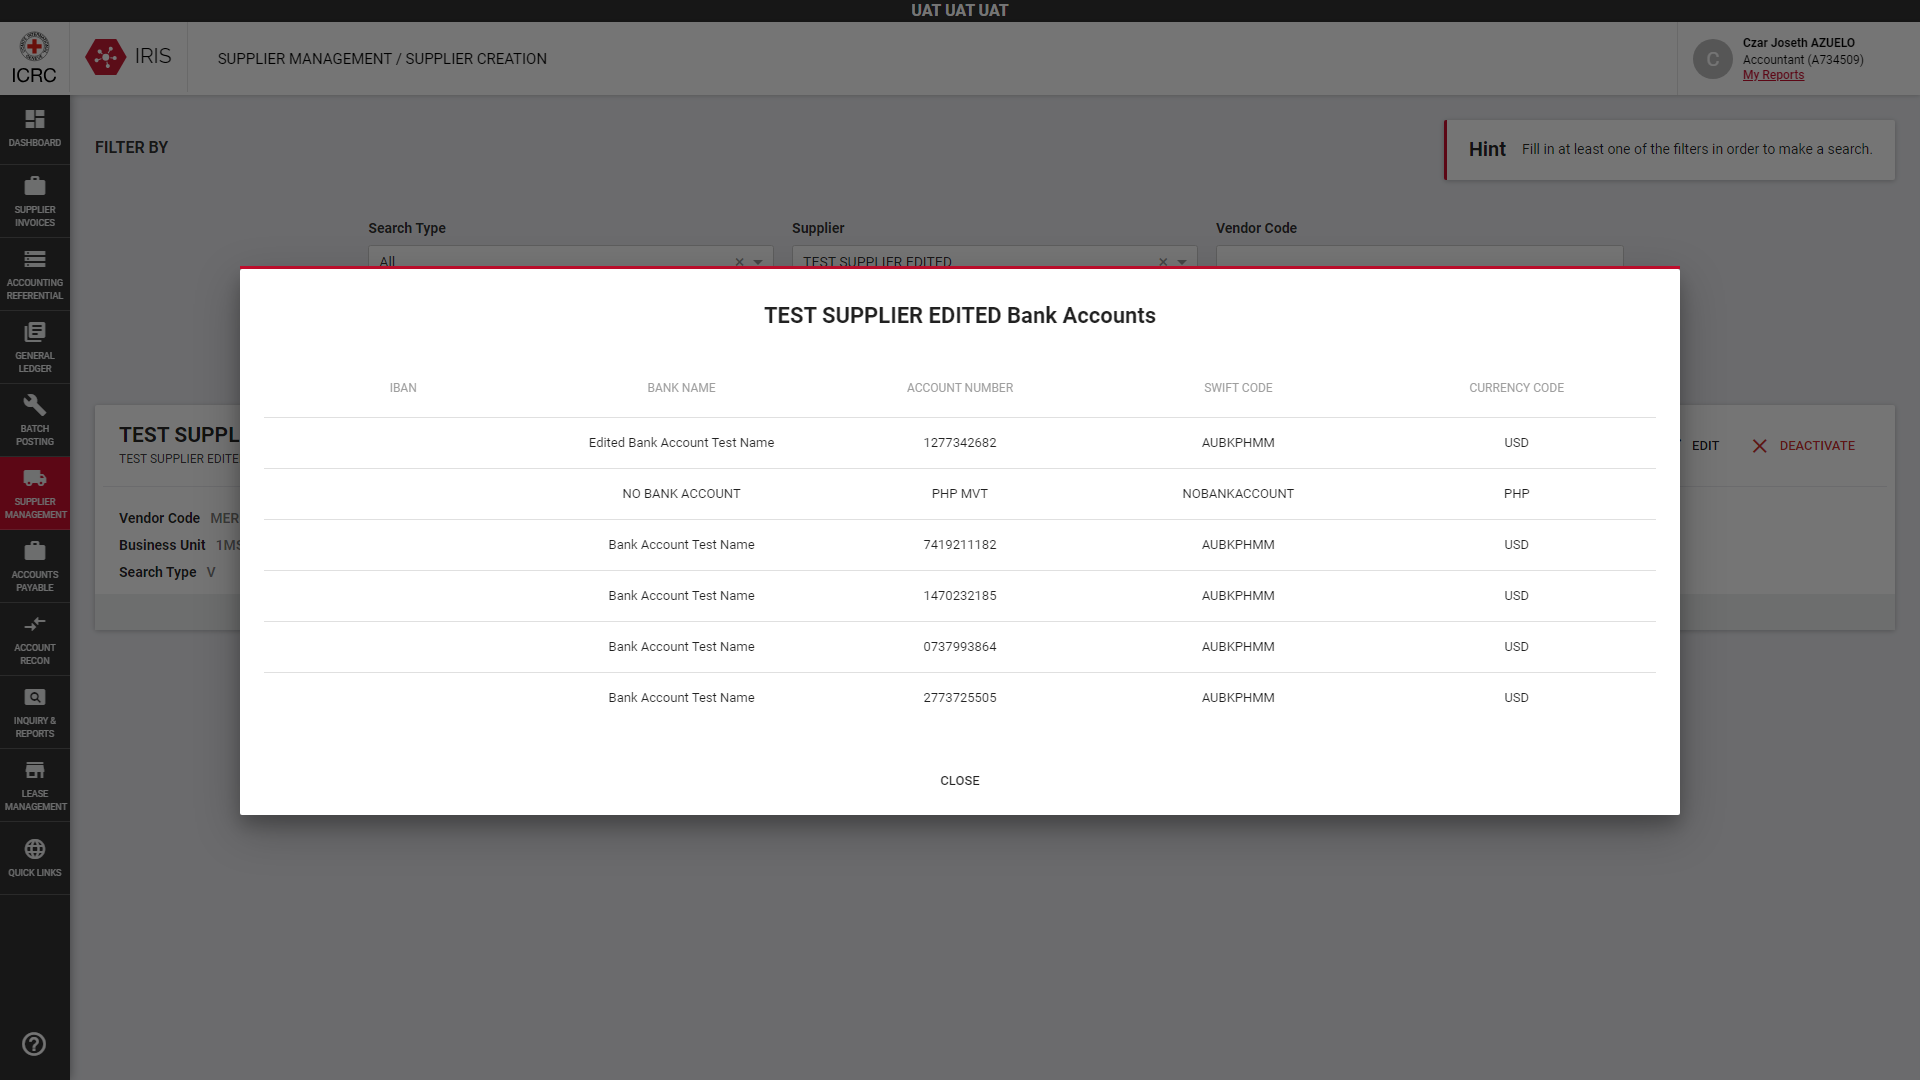 UAT UAT UAT
ICRC
IRIS
SUPPLIER MANAGEMENT / SUPPLIER CREATION
C
Czar Joseth AZUELO
Accountant (A734509)
My Reports
DASHBOARD
SUPPLIER
INVOICES
ACCOUNTING
REFERENTIAL
GENERAL
LEDGER
BATCH
POSTING
SUPPLIER
MANAGEMENT
ACCOUNTS
PAYABLE
ACCOUNT
RECON
INQUIRY &
REPORTS
LEASE
MANAGEMENT
QUICK LINKS
FILTER BY
Hint Fill in at least one of the filters in order to make a search.
Search Type Supplier Vendor Code
All TEST SUPPLIER EDITED
TEST SUPPL
TEST SUPPLIER EDITE
EDIT DEACTIVATE
Vendor Code MER
Business Unit 1MS
Search Type V
TEST SUPPLIER EDITED Bank Accounts
IBAN BANK NAME ACCOUNT NUMBER SWIFT CODE CURRENCY CODE
Edited Bank Account Test Name 1277342682 AUBKPHMM USD
NO BANK ACCOUNT PHP MVT NOBANKACCOUNT PHP
Bank Account Test Name 7419211182 AUBKPHMM USD
Bank Account Test Name 1470232185 AUBKPHMM USD
Bank Account Test Name 0737993864 AUBKPHMM USD
Bank Account Test Name 2773725505 AUBKPHMM USD
CLOSE